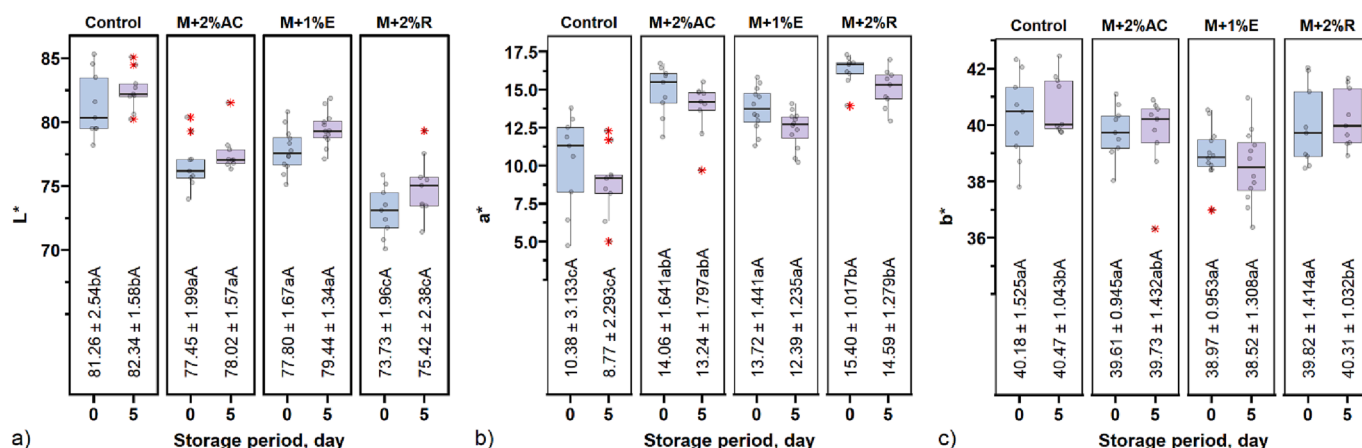 Control M+2%AC M+1%E M+2%R
L*
85
80
75
70
81.26 ± 2.54bA
82.34 ± 1.58bA
77.45 ± 1.99aA
78.02 ± 1.57aA
77.80 ± 1.67aA
79.44 ± 1.34aA
73.73 ± 1.96cA
75.42 ± 2.38cA
0 5 0 5 0 5 0 5
a) Storage period, day
Control M+2%AC M+1%E M+2%R
a*
17.5
15.0
12.5
10.0
7.5
5.0
10.38 ± 3.133cA
8.77 ± 2.293cA
14.06 ± 1.641abA
13.24 ± 1.797abA
13.72 ± 1.441aA
12.39 ± 1.235aA
15.40 ± 1.017bA
14.59 ± 1.279bA
0 5 0 5 0 5 0 5
b) Storage period, day
Control M+2%AC M+1%E M+2%R
b*
42
40
38
36
40.18 ± 1.525aA
40.47 ± 1.043bA
39.61 ± 0.945aA
39.73 ± 1.432abA
38.97 ± 0.953aA
38.52 ± 1.308aA
39.82 ± 1.414aA
40.31 ± 1.032bA
0 5 0 5 0 5 0 5
c) Storage period, day